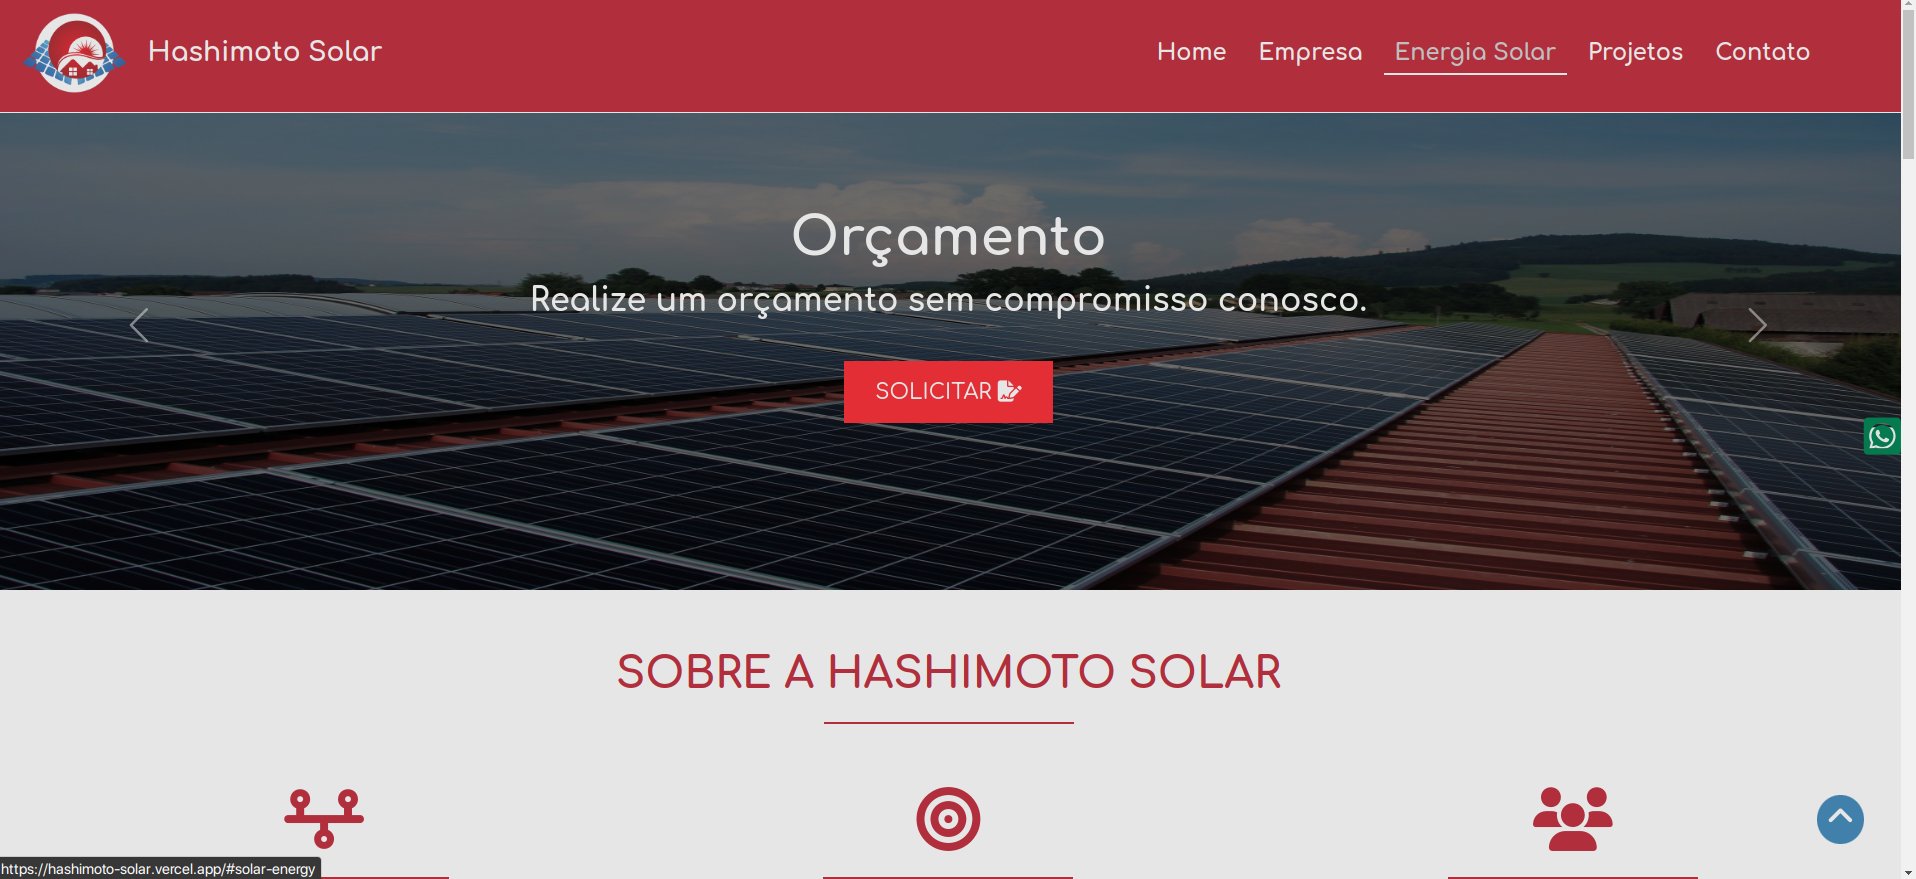 Hashimoto Solar
Home Empresa Energia Solar Projetos Contato
Orçamento
Realize um orçamento sem compromisso conosco.
SOLICITAR
SOBRE A HASHIMOTO SOLAR
https://hashimoto-solar.vercel.app/#solar-energy